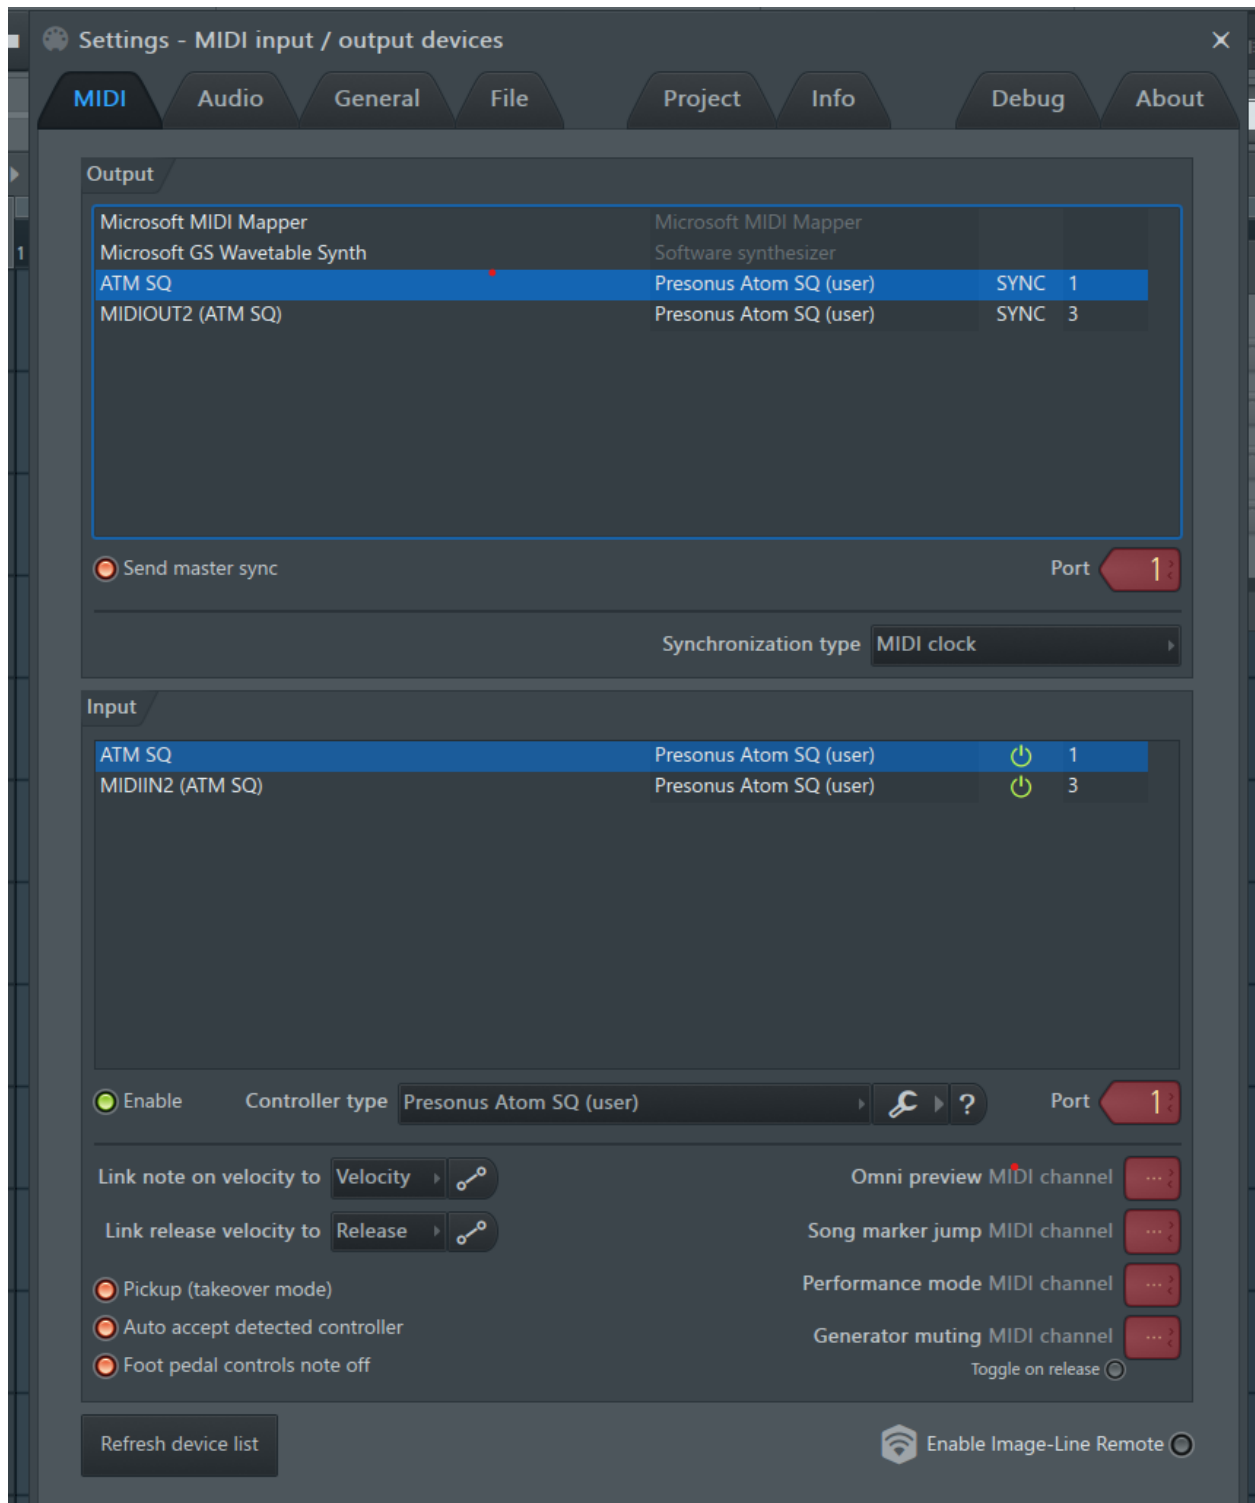 Settings - MIDI input / output devices
MIDI Audio General File Project Info Debug About
Output
Microsoft MIDI Mapper Microsoft MIDI Mapper
Microsoft GS Wavetable Synth Software synthesizer
ATM SQ Presonus Atom SQ (user) SYNC 1
MIDIOUT2 (ATM SQ) Presonus Atom SQ (user) SYNC 3
Send master sync Port 1
Synchronization type MIDI clock
Input
ATM SQ Presonus Atom SQ (user) 1
MIDIIN2 (ATM SQ) Presonus Atom SQ (user) 3
Enable Controller type Presonus Atom SQ (user) ? Port 1
Link note on velocity to Velocity Omni preview MIDI channel ...
Link release velocity to Release Song marker jump MIDI channel ...
Pickup (takeover mode) Performance mode MIDI channel ...
Auto accept detected controller Generator muting MIDI channel ...
Foot pedal controls note off Toggle on release
Refresh device list Enable Image-Line Remote
1